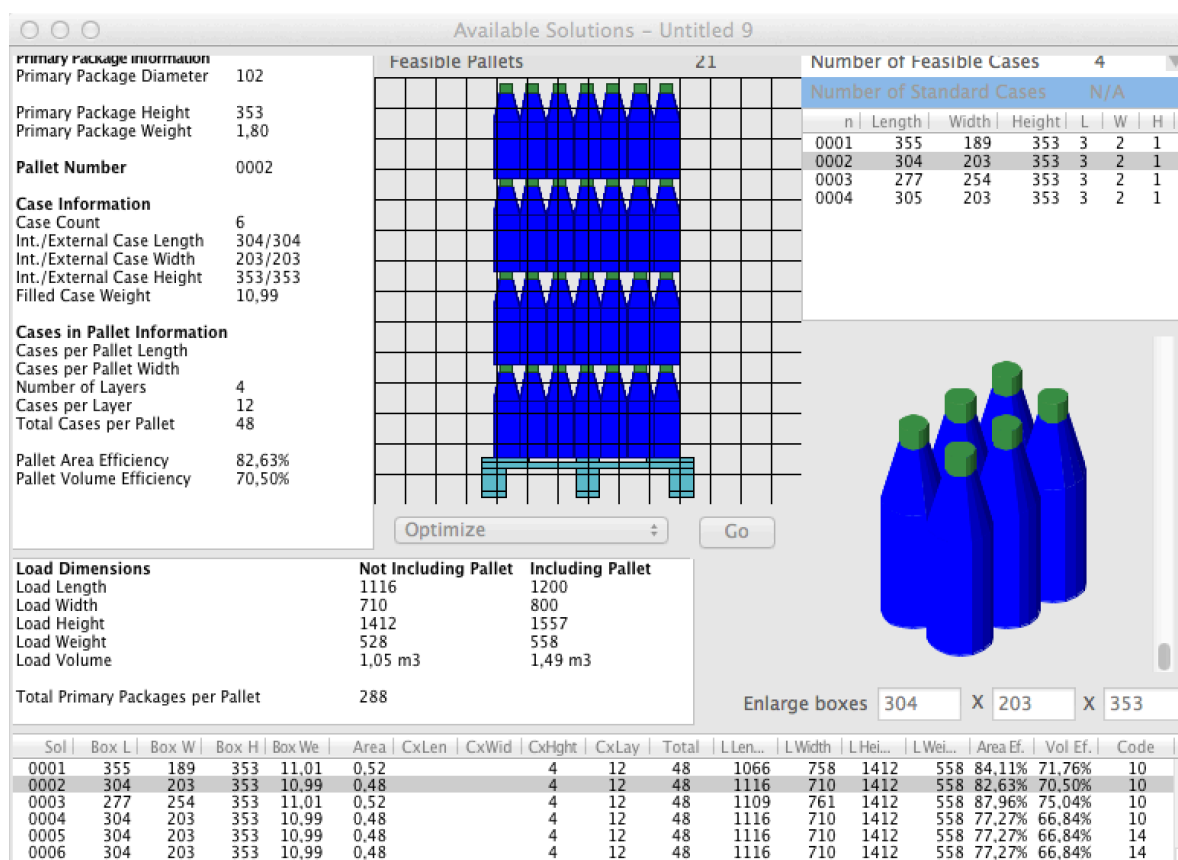 Available Solutions – Untitled 9
Primary Package Information
Primary Package Diameter 102
Primary Package Height 353
Primary Package Weight 1,80
Pallet Number 0002
Case Information
Case Count 6
Int./External Case Length 304/304
Int./External Case Width 203/203
Int./External Case Height 353/353
Filled Case Weight 10,99
Cases in Pallet Information
Cases per Pallet Length
Cases per Pallet Width
Number of Layers 4
Cases per Layer 12
Total Cases per Pallet 48
Pallet Area Efficiency 82,63%
Pallet Volume Efficiency 70,50%
Feasible Pallets 21
Optimize Go
Number of Feasible Cases 4
Number of Standard Cases N/A
n Length Width Height L W H
0001 355 189 353 3 2 1
0002 304 203 353 3 2 1
0003 277 254 353 3 2 1
0004 305 203 353 3 2 1
Load Dimensions Not Including Pallet Including Pallet
Load Length 1116 1200
Load Width 710 800
Load Height 1412 1557
Load Weight 528 558
Load Volume 1,05 m3 1,49 m3
Total Primary Packages per Pallet 288
Enlarge boxes 304 X 203 X 353
Sol Box L Box W Box H Box We Area CxLen CxWid CxHght CxLay Total L Len... L Width L Hei... L Wei... Area Ef. Vol Ef. Code
0001 355 189 353 11,01 0,52 4 12 48 1066 758 1412 558 84,11% 71,76% 10
0002 304 203 353 10,99 0,48 4 12 48 1116 710 1412 558 82,63% 70,50% 10
0003 277 254 353 11,01 0,52 4 12 48 1109 761 1412 558 87,96% 75,04% 10
0004 304 203 353 10,99 0,48 4 12 48 1116 710 1412 558 77,27% 66,84% 10
0005 304 203 353 10,99 0,48 4 12 48 1116 710 1412 558 77,27% 66,84% 14
0006 304 203 353 10,99 0,48 4 12 48 1116 710 1412 558 77,27% 66,84% 14